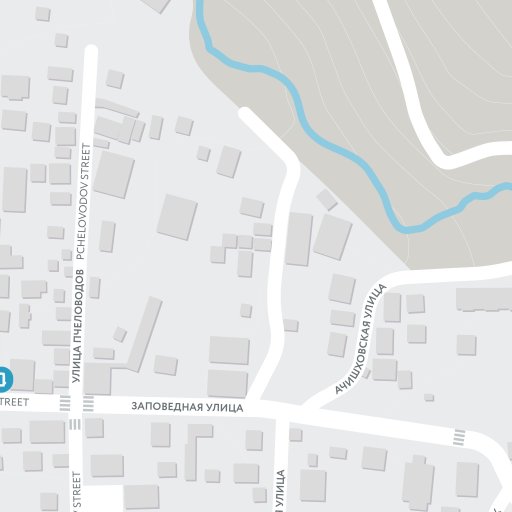 PCHELOVODOV STREET
УЛИЦА ПЧЕЛОВОДОВ
АЧИШХОВСКАЯ УЛИЦА
STREET
ЗАПОВЕДНАЯ УЛИЦА
STREET
УЛИЦА